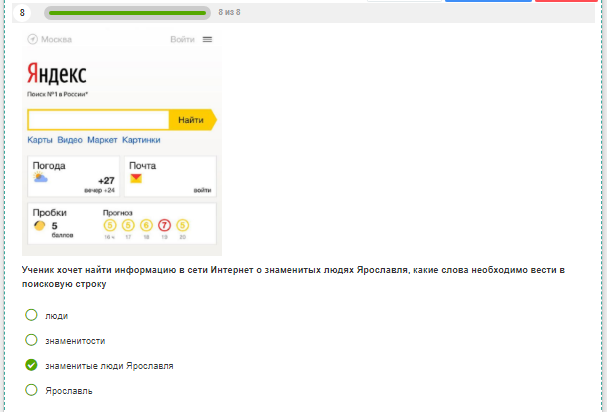 8
8 из 8
Москва Войти
Яндекс
Поиск №1 в России*
Найти
Карты Видео Маркет Картинки
Погода
+27
вечер +24
Почта
войти
Пробки
5
баллов
Прогноз
5 5 6 7 5
16 ч 17 18 19 20
Ученик хочет найти информацию в сети Интернет о знаменитых людях Ярославля, какие слова необходимо вести в
поисковую строку
люди
знаменитости
знаменитые люди Ярославля
Ярославль